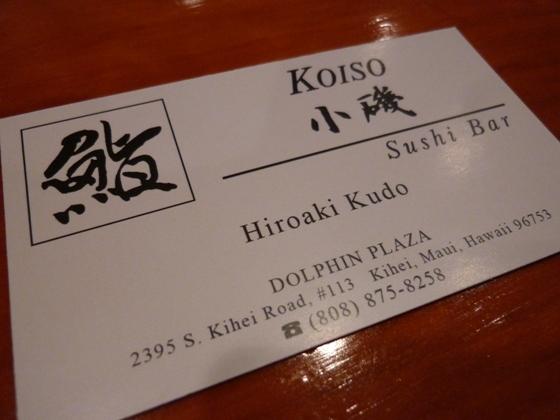 鮨
KOISO
小磯
Sushi Bar
Hiroaki Kudo
DOLPHIN PLAZA
2395 S. Kihei Road, #113 Kihei, Maui, Hawaii 96753
☎ (808) 875-8258